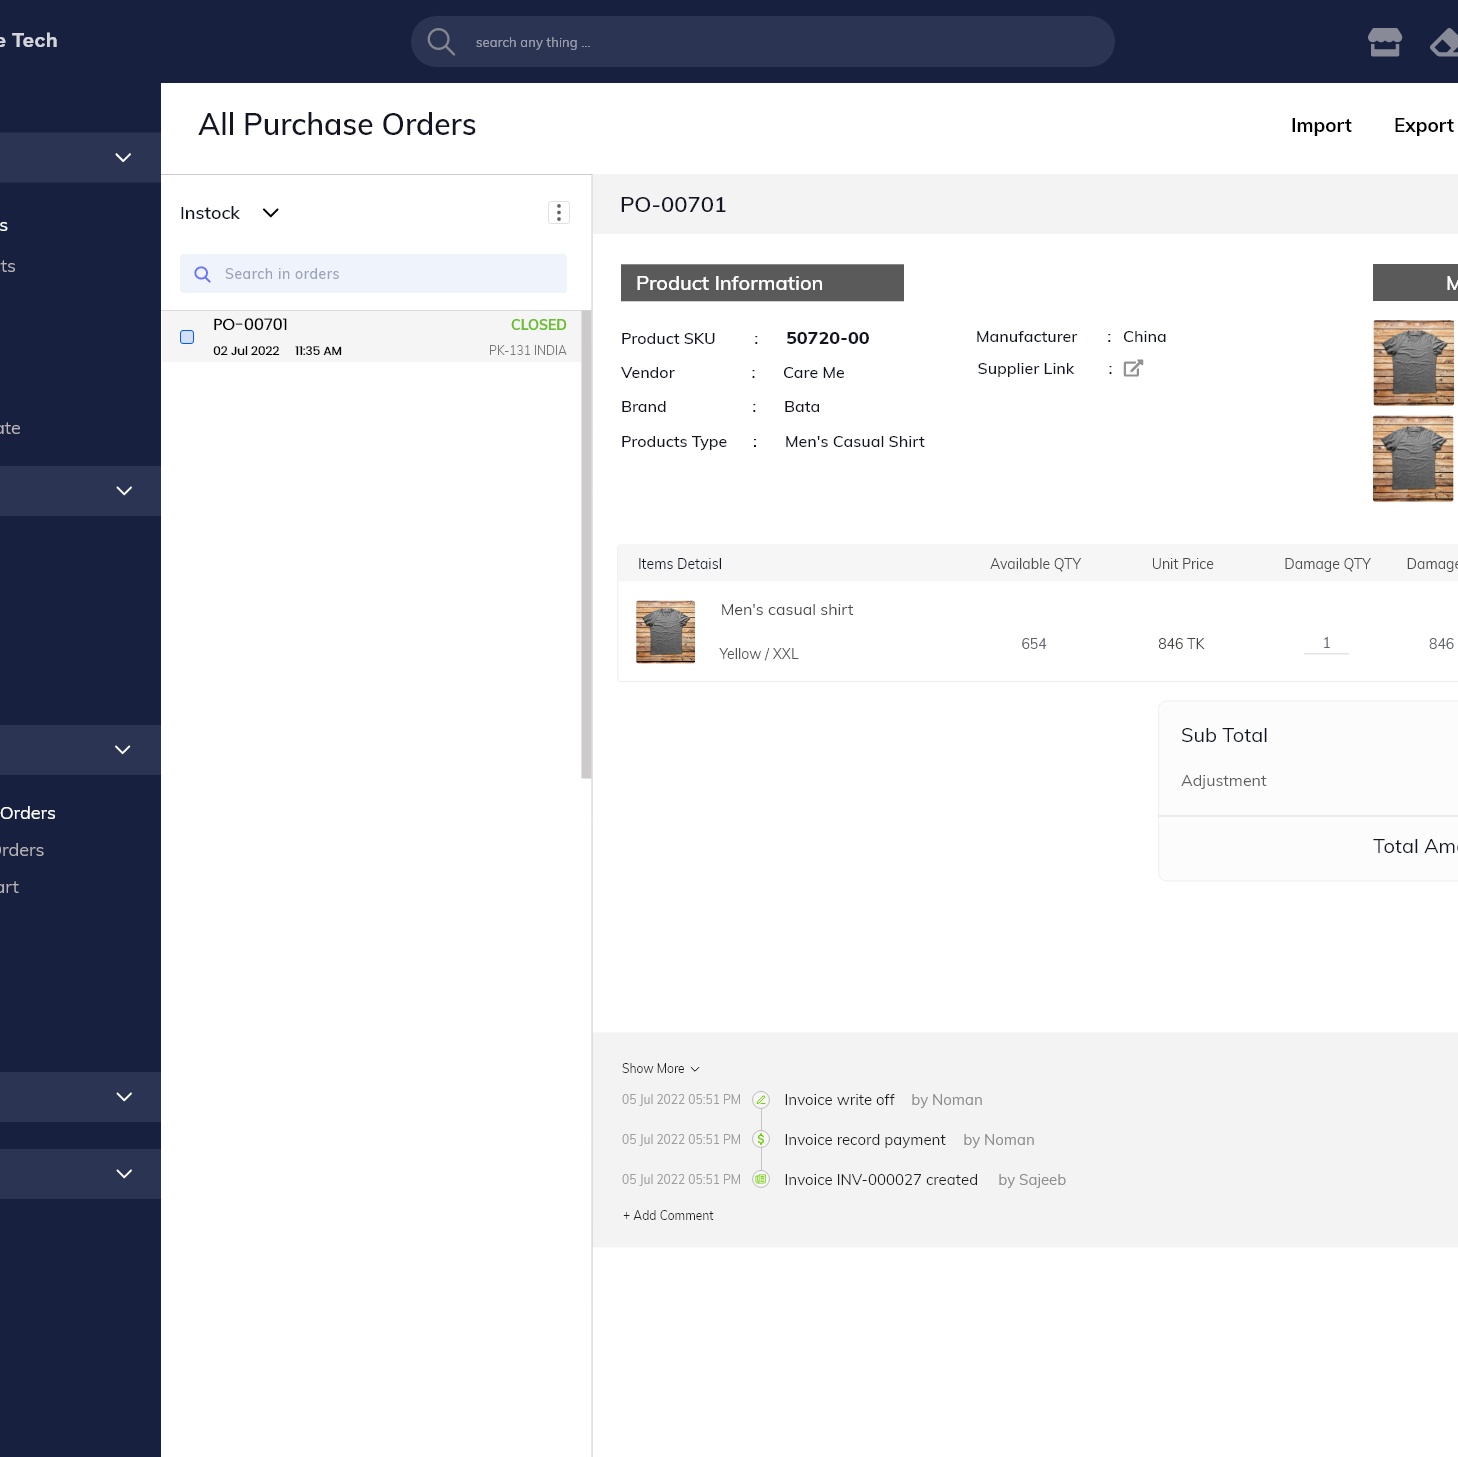 e Tech
search any thing ...
All Purchase Orders
Import
Export
s
ts
ate
Orders
Orders
art
Instock
Search in orders
PO-00701
CLOSED
02 Jul 2022 11:35 AM
PK-131 INDIA
PO-00701
Product Information
M
Product SKU : 50720-00
Vendor : Care Me
Brand : Bata
Products Type : Men's Casual Shirt
Manufacturer : China
Supplier Link :
Items Detaisl Available QTY Unit Price Damage QTY Damage
Men's casual shirt
Yellow / XXL
654 846 TK 1 846
Sub Total
Adjustment
Total Am
Show More
05 Jul 2022 05:51 PM Invoice write off by Noman
05 Jul 2022 05:51 PM Invoice record payment by Noman
05 Jul 2022 05:51 PM Invoice INV-000027 created by Sajeeb
+ Add Comment